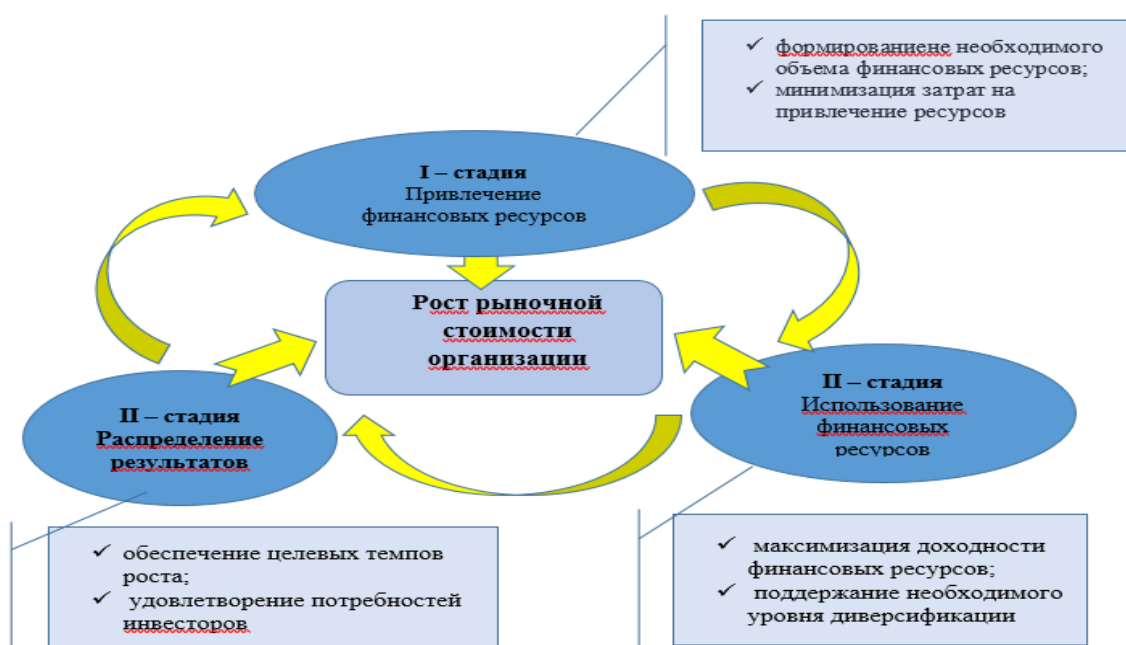 ✓ формированиене необходимого
объема финансовых ресурсов;
✓ минимизация затрат на
привлечение ресурсов
I – стадия
Привлечение
финансовых ресурсов
Рост рыночной
стоимости
организации
II – стадия
Распределение
результатов
II – стадия
Использование
финансовых
ресурсов
✓ обеспечение целевых темпов
роста;
✓ удовлетворение потребностей
инвесторов
✓ максимизация доходности
финансовых ресурсов;
✓ поддержание необходимого
уровня диверсификации